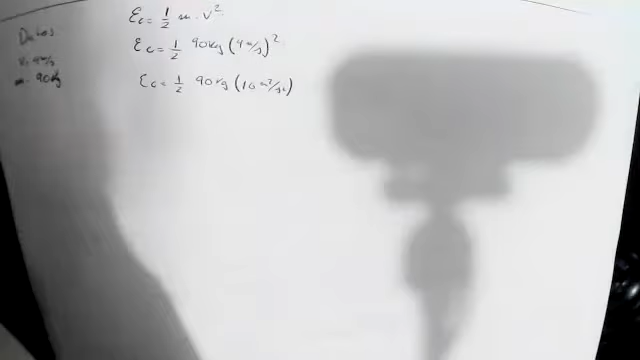 Ec = 1/2 m · v²
Datos
Ec = 1/2 90Kg (4 m/s)²
v: 4 m/s
m: 90Kg
Ec = 1/2 90Kg (16 m²/s²)